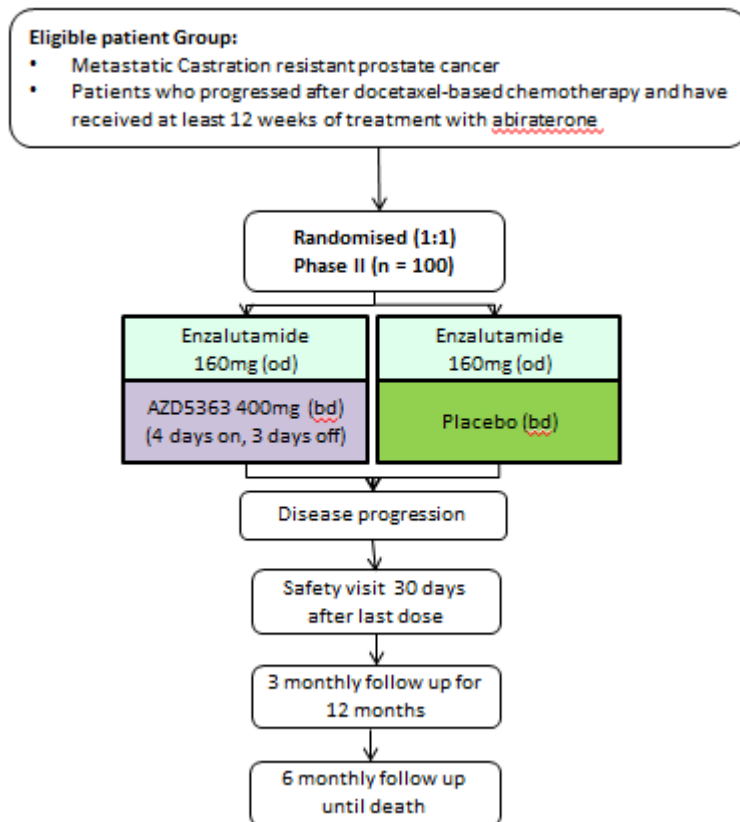 Eligible patient Group:
• Metastatic Castration resistant prostate cancer
• Patients who progressed after docetaxel-based chemotherapy and have
received at least 12 weeks of treatment with abiraterone
Randomised (1:1)
Phase II (n = 100)
Enzalutamide
160mg (od)
AZD5363 400mg (bd)
(4 days on, 3 days off)
Enzalutamide
160mg (od)
Placebo (bd)
Disease progression
Safety visit 30 days
after last dose
3 monthly follow up for
12 months
6 monthly follow up
until death